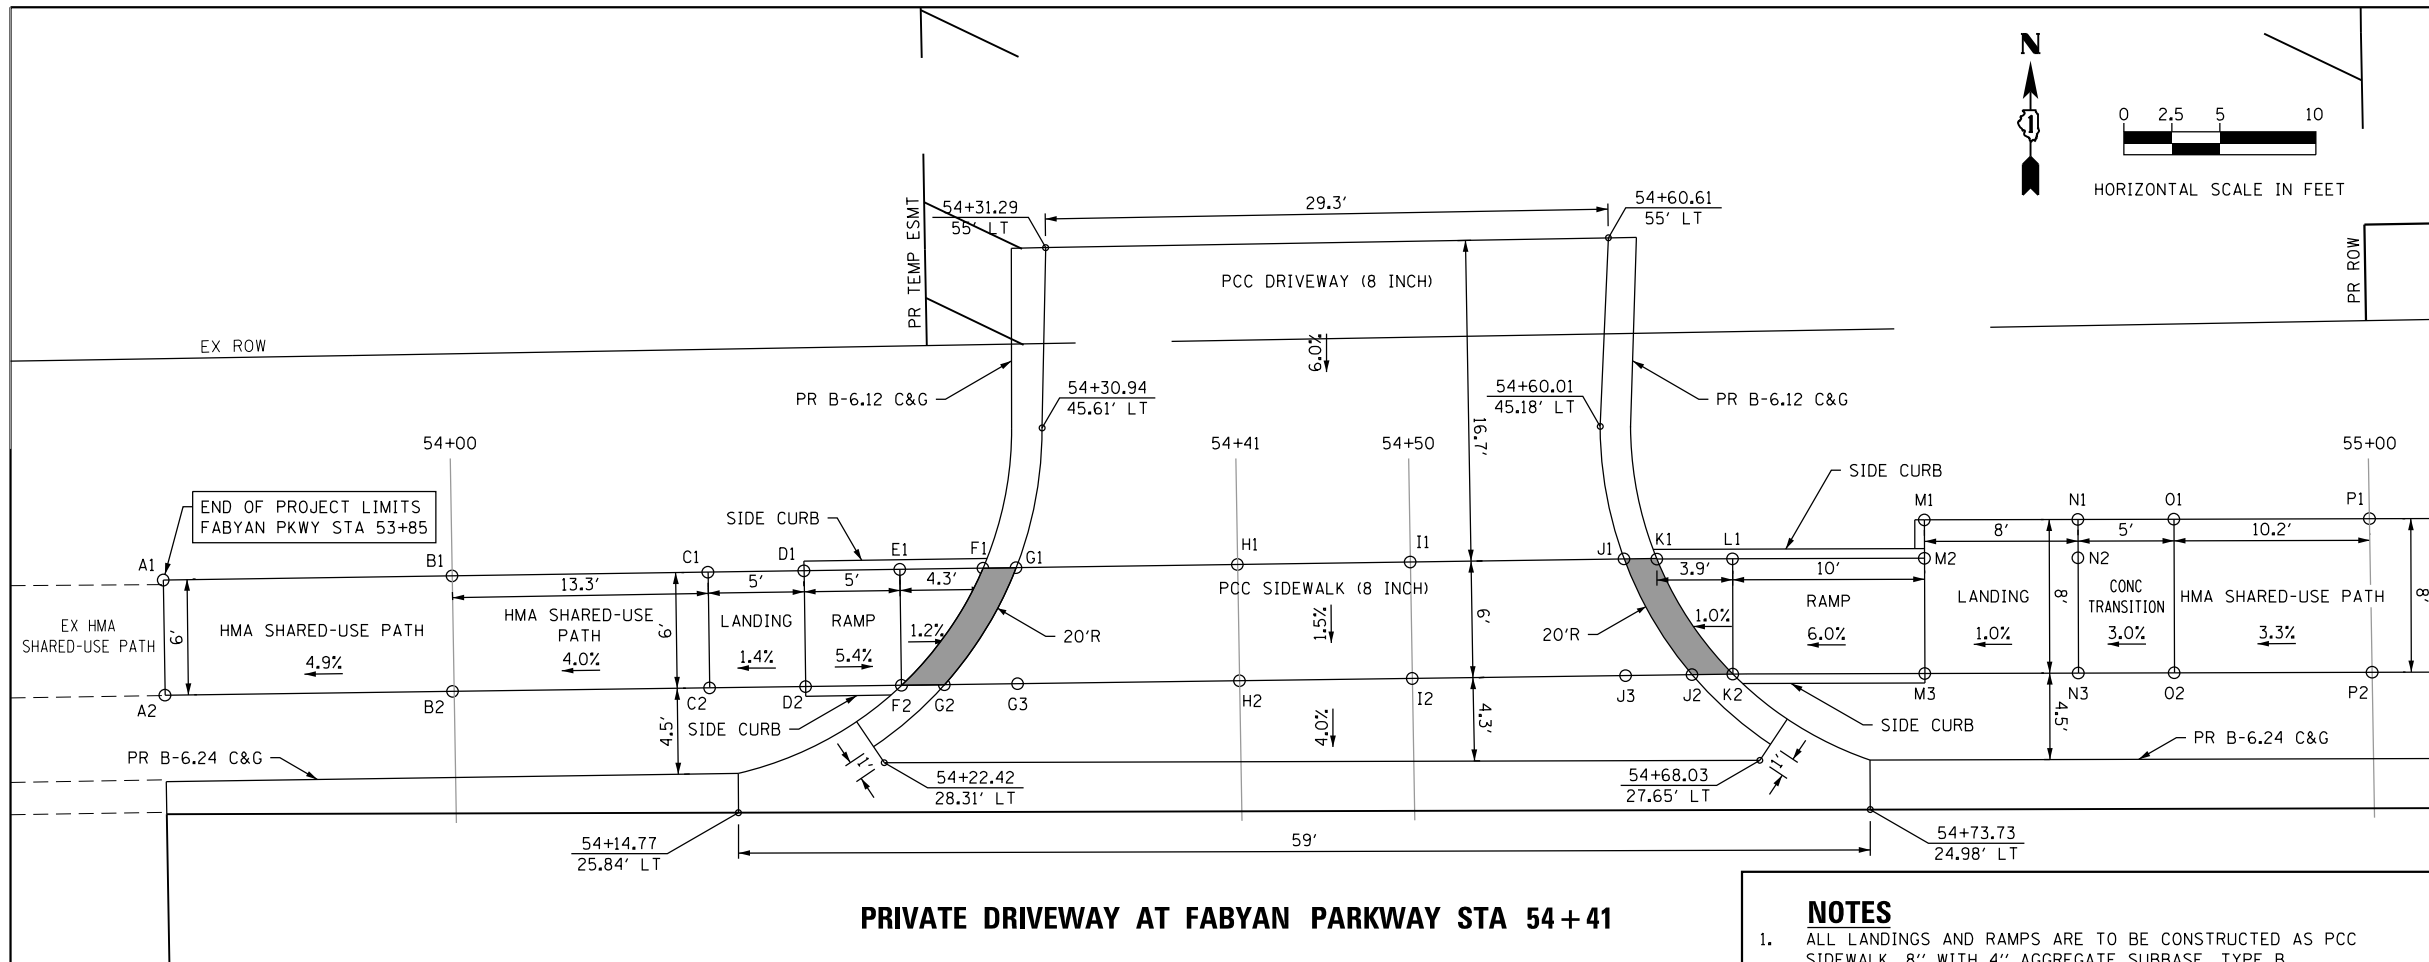 N
1
0 2.5 5 10
HORIZONTAL SCALE IN FEET
PR TEMP ESMT
54+31.29
55' LT
29.3'
54+60.61
55' LT
PR ROW
PCC DRIVEWAY (8 INCH)
EX ROW
6.0%
PR B-6.12 C&G
54+30.94
45.61' LT
54+60.01
45.18' LT
PR B-6.12 C&G
16.7'
54+00
54+41
54+50
55+00
SIDE CURB
END OF PROJECT LIMITS
FABYAN PKWY STA 53+85
SIDE CURB
A1
B1
C1
D1
E1
F1
G1
H1
I1
J1
K1
L1
M1
N1
O1
P1
M2
N2
13.3'
5'
5'
4.3'
3.9'
10'
8'
5'
10.2'
EX HMA
SHARED-USE PATH
6'
HMA SHARED-USE PATH
4.9%
HMA SHARED-USE
PATH
4.0%
6'
LANDING
1.4%
RAMP
5.4%
1.2%
20'R
PCC SIDEWALK (8 INCH)
1.5%
6'
20'R
1.0%
RAMP
6.0%
LANDING
1.0%
8'
CONC
TRANSITION
3.0%
HMA SHARED-USE PATH
3.3%
8'
A2
B2
C2
D2
F2
G2
G3
H2
I2
J3
J2
K2
M3
N3
O2
P2
4.5'
SIDE CURB
4.0%
4.3'
SIDE CURB
4.5'
PR B-6.24 C&G
PR B-6.24 C&G
1'
54+22.42
28.31' LT
54+68.03
27.65' LT
1'
54+14.77
25.84' LT
59'
54+73.73
24.98' LT
PRIVATE DRIVEWAY AT FABYAN PARKWAY STA 54+41
NOTES
1. ALL LANDINGS AND RAMPS ARE TO BE CONSTRUCTED AS PCC
SIDEWALK, 8" WITH 4" AGGREGATE SUBBASE, TYPE B